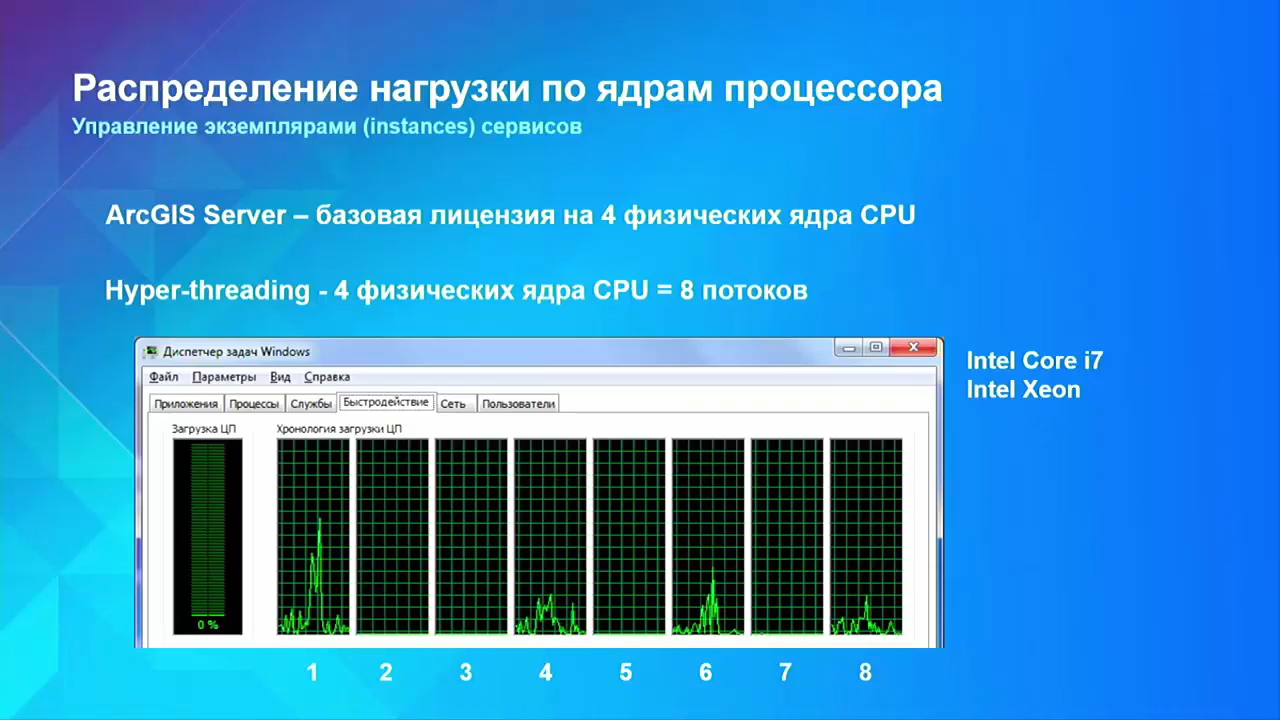 Распределение нагрузки по ядрам процессора
Управление экземплярами (instances) сервисов
ArcGIS Server – базовая лицензия на 4 физических ядра CPU
Hyper-threading - 4 физических ядра CPU = 8 потоков
Диспетчер задач Windows
Файл Параметры Вид Справка
Приложения Процессы Службы Быстродействие Сеть Пользователи
Загрузка ЦП Хронология загрузки ЦП
0 %
Intel Core i7
Intel Xeon
1 2 3 4 5 6 7 8